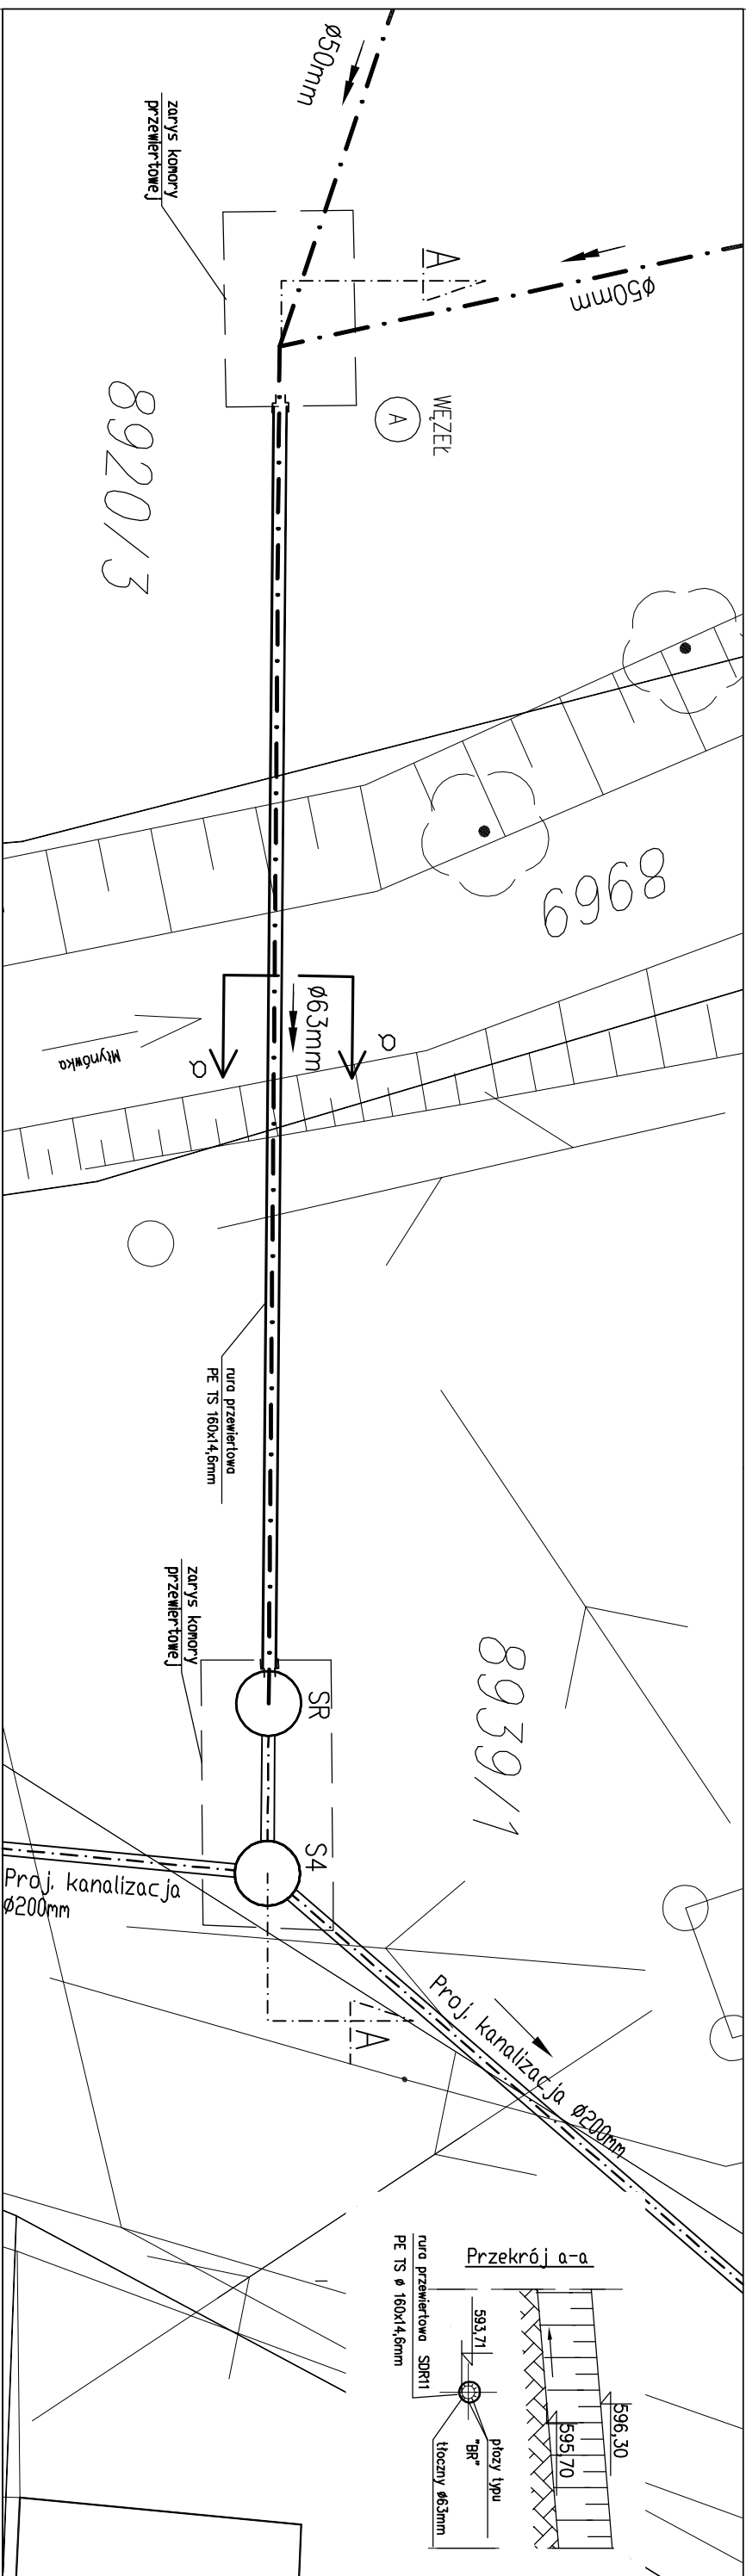 ø50mm
zarys komory
przewiertowej
A
ø50mm
WĘZEŁ
A
8920/3
8969
ø63mm
a
a
Młynówka
rura przewiertowa
PE TS 160x14,6mm
zarys komory
przewiertowej
8939/1
SR
S4
Proj. kanalizacja
ø200mm
A
Proj. kanalizacja ø200mm
Przekrój a-a
596,30
595,70
593,71
rura przewiertowa SDR11
PE TS ø 160x14,6mm
płozy typu
"BR"
tłoczny ø63mm